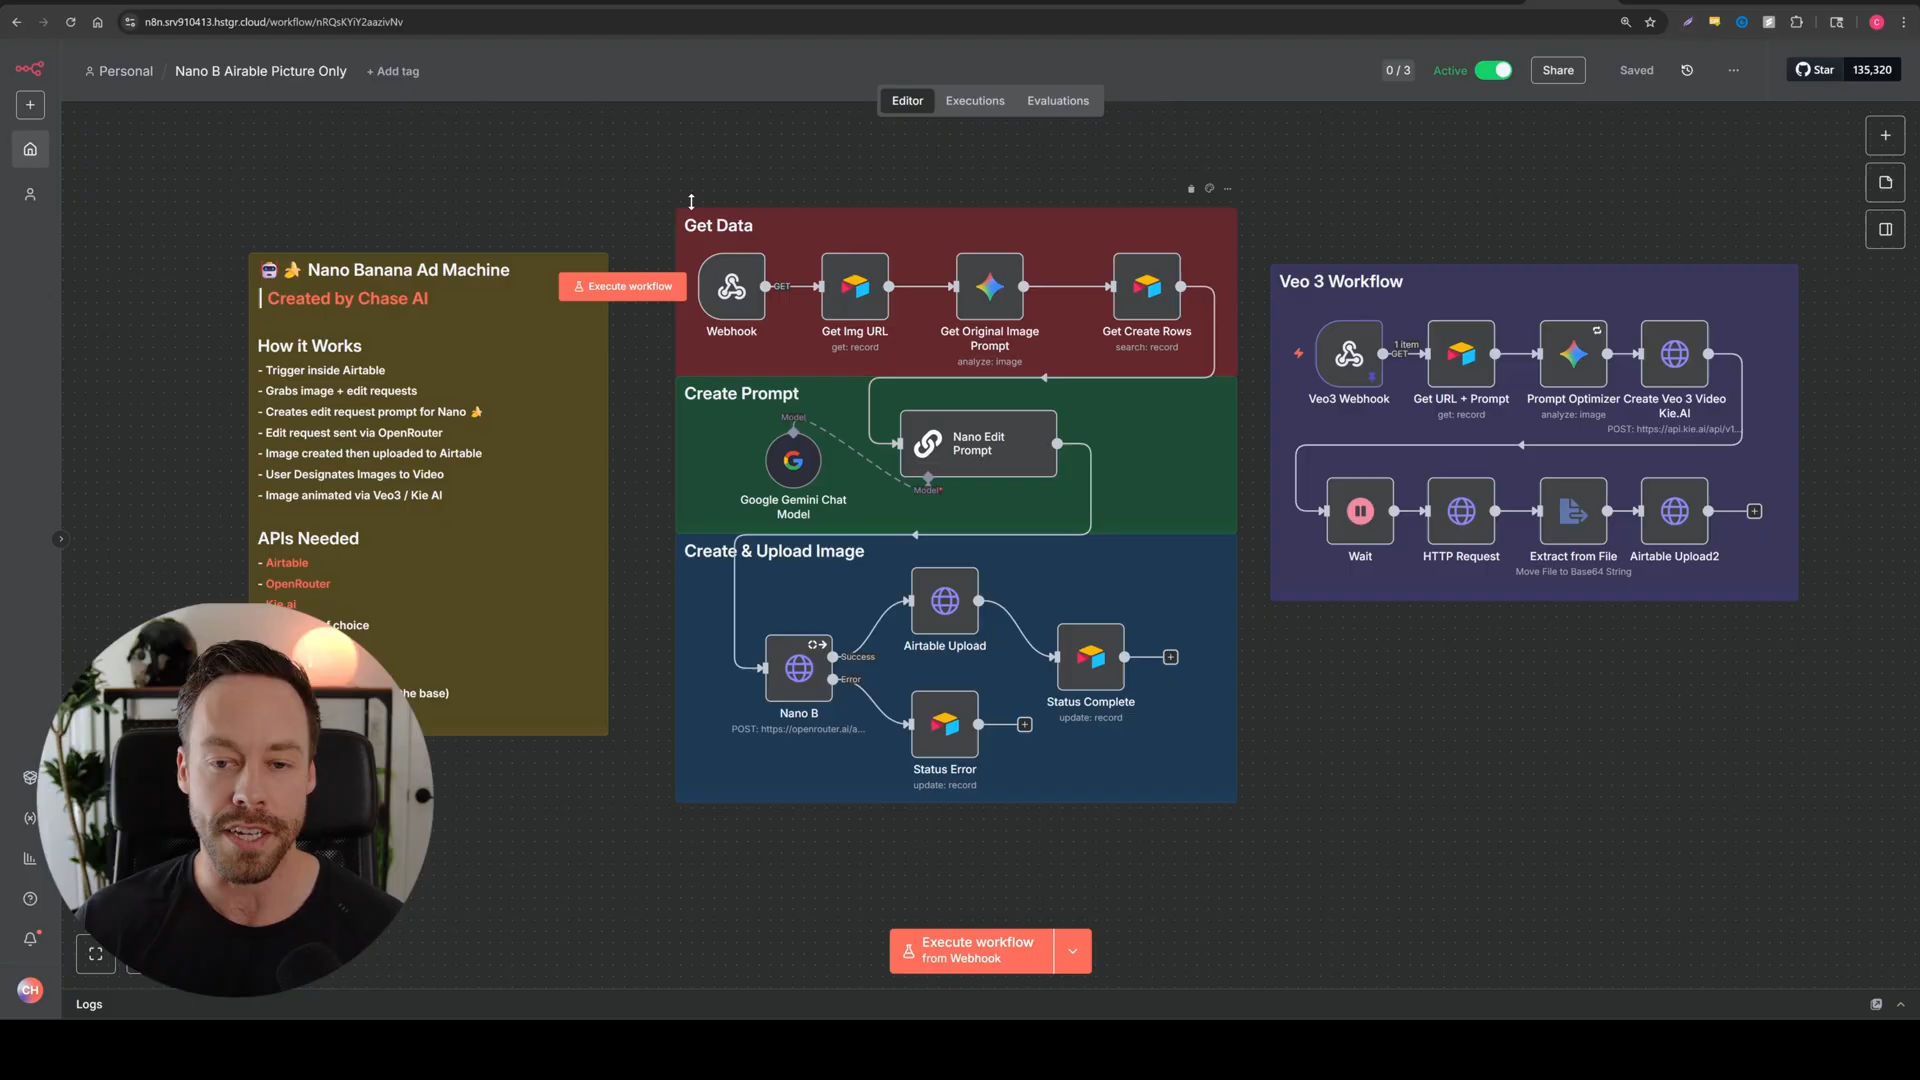 n8n.srv910413.hstgr.cloud/workflow/nRQsKYiY2aazivNv
Personal / Nano B Airable Picture Only + Add tag
0 / 3 Active Share Saved ... Star 135,320
Editor Executions Evaluations
🤖 🍌 Nano Banana Ad Machine
| Created by Chase AI
How it Works
- Trigger inside Airtable
- Grabs image + edit requests
- Creates edit request prompt for Nano 🍌
- Edit request sent via OpenRouter
- Image created then uploaded to Airtable
- User Designates Images to Video
- Image animated via Veo3 / Kie AI
APIs Needed
- Airtable
- OpenRouter
- Kie.ai
choice
the base)
Execute workflow
Get Data
GET
Webhook
Get Img URL
get: record
Get Original Image
Prompt
analyze: image
Get Create Rows
search: record
Create Prompt
Model
Google Gemini Chat
Model
Nano Edit
Prompt
Model*
Create & Upload Image
Success
Error
Nano B
POST: https://openrouter.ai/a...
Airtable Upload
Status Error
update: record
Status Complete
update: record
Veo 3 Workflow
1 item
GET
Veo3 Webhook
Get URL + Prompt
get: record
Prompt Optimizer
analyze: image
Create Veo 3 Video
Kie.AI
POST: https://api.kie.ai/api/v1...
Wait
HTTP Request
Extract from File
Move File to Base64 String
Airtable Upload2
Execute workflow
from Webhook
CH
C
Logs